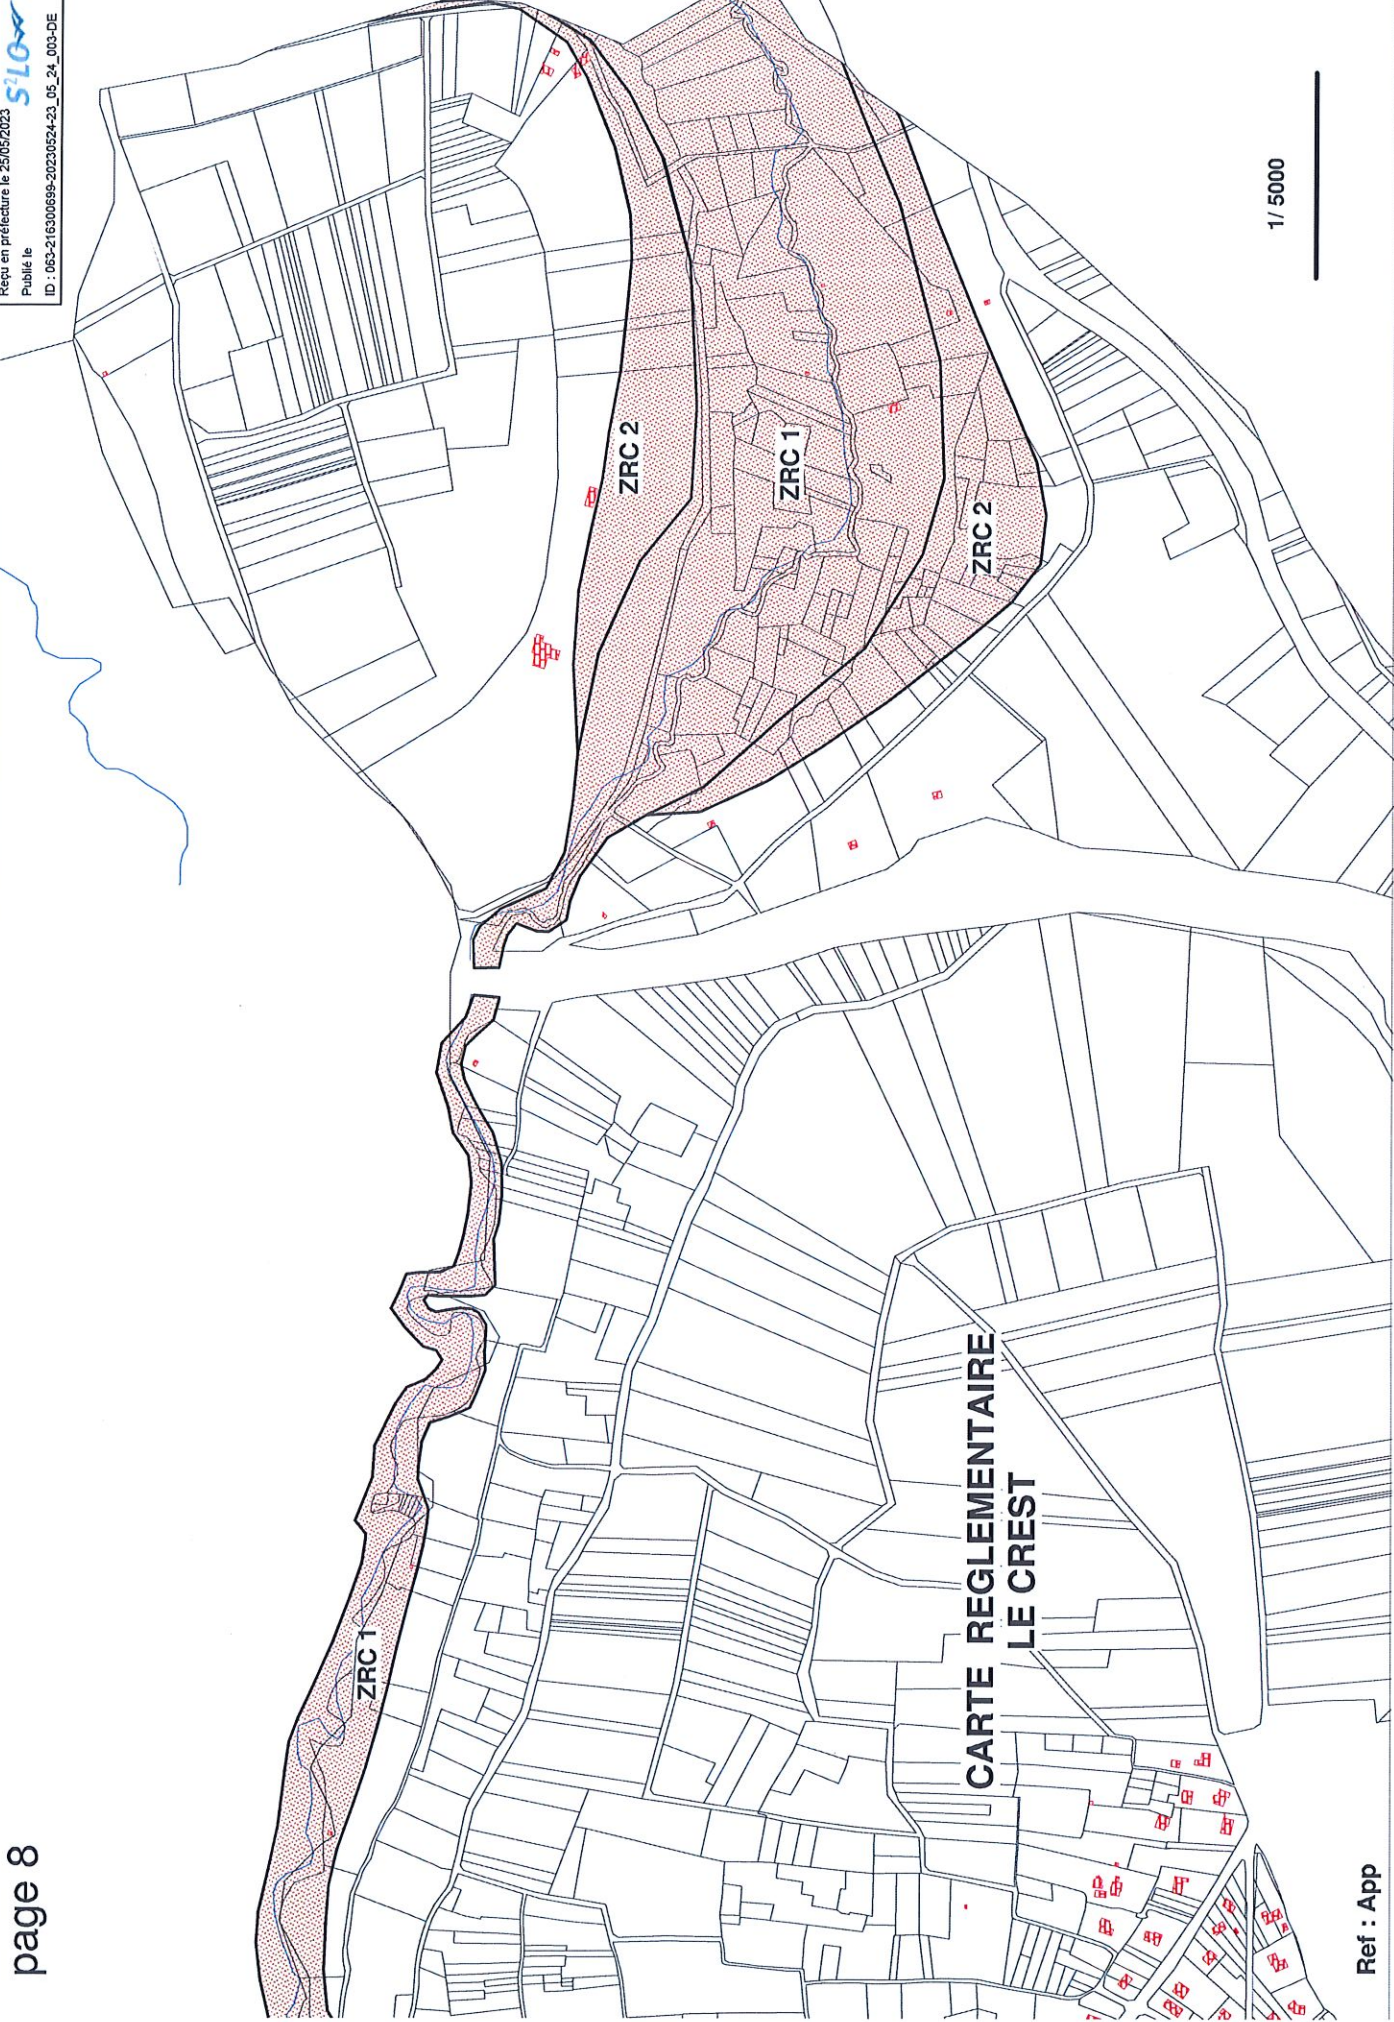 page 8
Reçu en préfecture le 25/05/2023
Publié le
S²LO
ID : 063-216300699-20230524-23_05_24_003-DE
ZRC 1
ZRC 2
ZRC 1
ZRC 2
CARTE REGLEMENTAIRE
LE CREST
1/ 5000
Ref : App